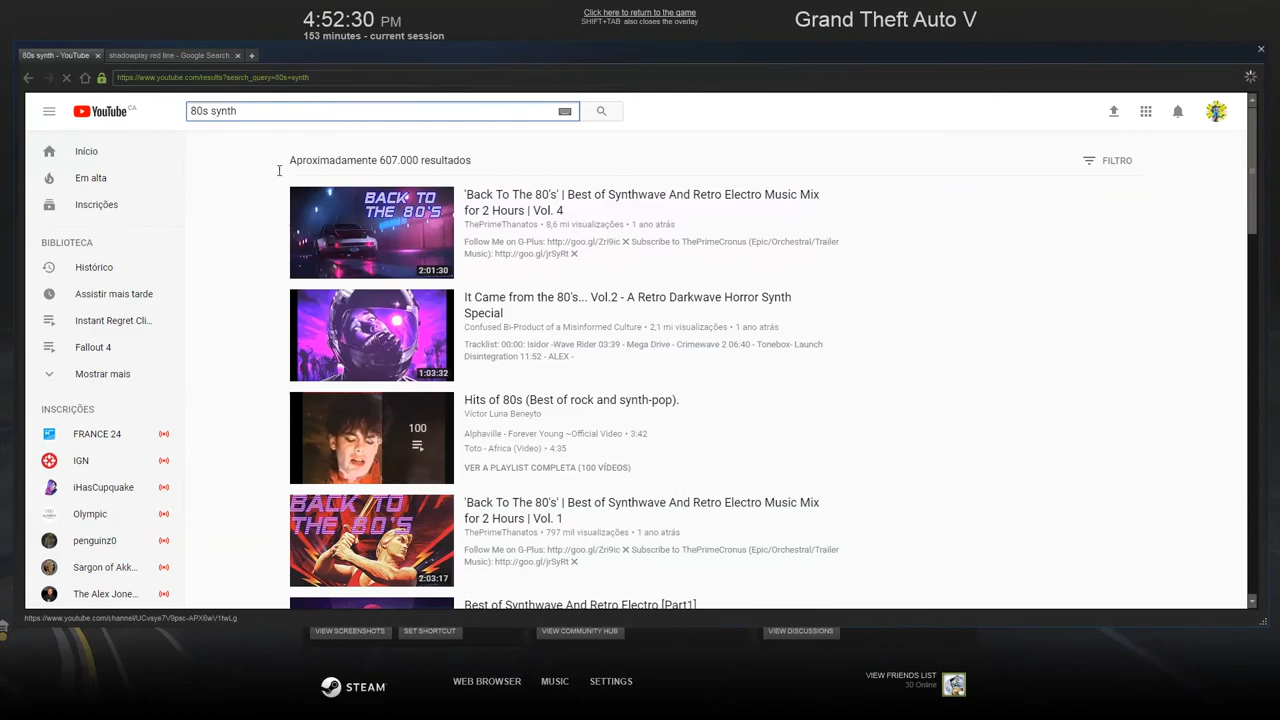 4:52:30 PM
153 minutes - current session
Click here to return to the game
SHIFT+TAB also closes the overlay
Grand Theft Auto V
80s synth - YouTube
shadowplay red line - Google Search
https://www.youtube.com/results?search_query=80s+synth
YouTube CA
80s synth
Início
Em alta
Inscrições
BIBLIOTECA
Histórico
Assistir mais tarde
Instant Regret Cli...
Fallout 4
Mostrar mais
INSCRIÇÕES
FRANCE 24
IGN
iHasCupquake
Olympic
penguinz0
Sargon of Akk...
The Alex Jone...
Aproximadamente 607.000 resultados
FILTRO
BACK TO THE 80'S
2:01:30
'Back To The 80's' | Best of Synthwave And Retro Electro Music Mix
for 2 Hours | Vol. 4
ThePrimeThanatos • 8,6 mi visualizações • 1 ano atrás
Follow Me on G-Plus: http://goo.gl/Zri9ic ✕ Subscribe to ThePrimeCronus (Epic/Orchestral/Trailer
Music): http://goo.gl/jrSyRt ✕
1:03:32
It Came from the 80's... Vol.2 - A Retro Darkwave Horror Synth
Special
Confused Bi-Product of a Misinformed Culture • 2,1 mi visualizações • 1 ano atrás
Tracklist: 00:00: Isidor -Wave Rider 03:39 - Mega Drive - Crimewave 2 06:40 - Tonebox- Launch
Disintegration 11:52 - ALEX -
100
Hits of 80s (Best of rock and synth-pop).
Víctor Luna Beneyto
Alphaville - Forever Young ~Official Video • 3:42
Toto - Africa (Video) • 4:35
VER A PLAYLIST COMPLETA (100 VÍDEOS)
BACK TO
THE 80'S
2:03:17
'Back To The 80's' | Best of Synthwave And Retro Electro Music Mix
for 2 Hours | Vol. 1
ThePrimeThanatos • 797 mil visualizações • 1 ano atrás
Follow Me on G-Plus: http://goo.gl/Zri9ic ✕ Subscribe to ThePrimeCronus (Epic/Orchestral/Trailer
Music): http://goo.gl/jrSyRt ✕
Best of Synthwave And Retro Electro [Part1]
https://www.youtube.com/channel/UCvsye7V9psc-APX6wV1twLg
VIEW SCREENSHOTS
SET SHORTCUT
VIEW COMMUNITY HUB
VIEW DISCUSSIONS
STEAM
WEB BROWSER
MUSIC
SETTINGS
VIEW FRIENDS LIST
30 Online